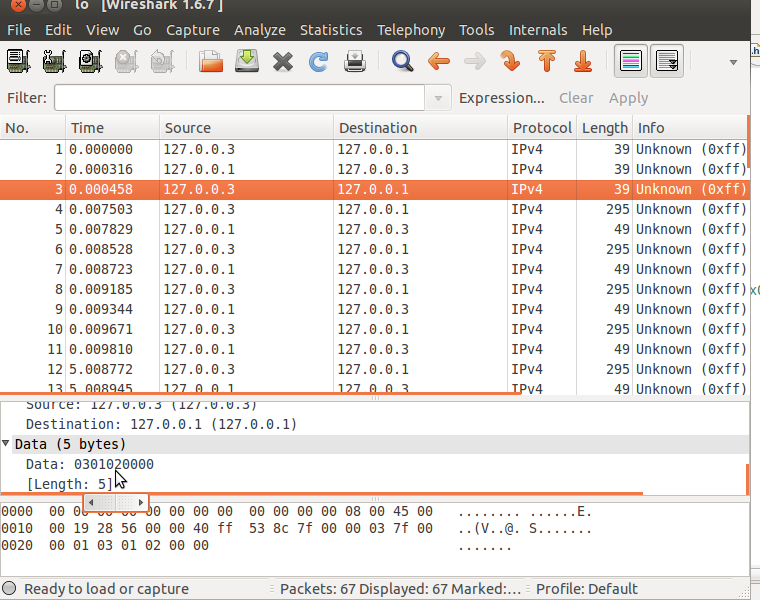 lo   [Wireshark 1.6.7 ]
File Edit View Go Capture Analyze Statistics Telephony Tools Internals Help
Filter: Expression... Clear Apply
No. Time Source Destination Protocol Length Info
1 0.000000 127.0.0.3 127.0.0.1 IPv4 39 Unknown (0xff)
2 0.000316 127.0.0.1 127.0.0.3 IPv4 39 Unknown (0xff)
3 0.000458 127.0.0.3 127.0.0.1 IPv4 39 Unknown (0xff)
4 0.007503 127.0.0.3 127.0.0.1 IPv4 295 Unknown (0xff)
5 0.007829 127.0.0.1 127.0.0.3 IPv4 49 Unknown (0xff)
6 0.008528 127.0.0.3 127.0.0.1 IPv4 295 Unknown (0xff)
7 0.008723 127.0.0.1 127.0.0.3 IPv4 49 Unknown (0xff)
8 0.009185 127.0.0.3 127.0.0.1 IPv4 295 Unknown (0xff)
9 0.009344 127.0.0.1 127.0.0.3 IPv4 49 Unknown (0xff)
10 0.009671 127.0.0.3 127.0.0.1 IPv4 295 Unknown (0xff)
11 0.009810 127.0.0.1 127.0.0.3 IPv4 49 Unknown (0xff)
12 5.008772 127.0.0.3 127.0.0.1 IPv4 295 Unknown (0xff)
13 5.008945 127.0.0.1 127.0.0.3 IPv4 49 Unknown (0xff)
Source: 127.0.0.3 (127.0.0.3)
Destination: 127.0.0.1 (127.0.0.1)
Data (5 bytes)
Data: 0301020000
[Length: 5]
0000 00 00 00 00 00 00 00 00 00 00 00 00 08 00 45 00 ........ ......E.
0010 00 19 28 56 00 00 40 ff 53 8c 7f 00 00 03 7f 00 ..(V..@. S.......
0020 00 01 03 01 02 00 00 .......
Ready to load or capture Packets: 67 Displayed: 67 Marked:... Profile: Default